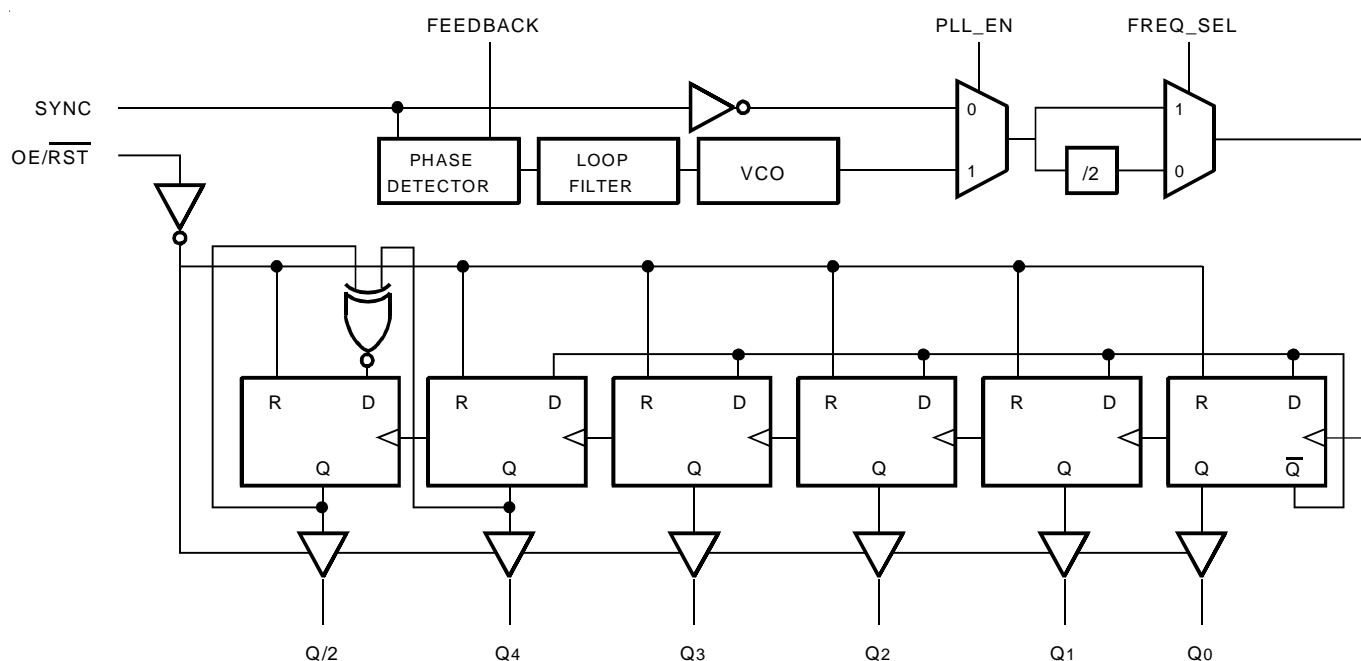 FEEDBACK
PLL_EN
FREQ_SEL
SYNC
OE/R̅S̅T̅
PHASE
DETECTOR
LOOP
FILTER
VCO
0
1
/2
1
0
R D
Q
R D
Q
R D
Q
R D
Q
R D
Q
R D
Q Q̅
Q/2 Q4 Q3 Q2 Q1 Q0